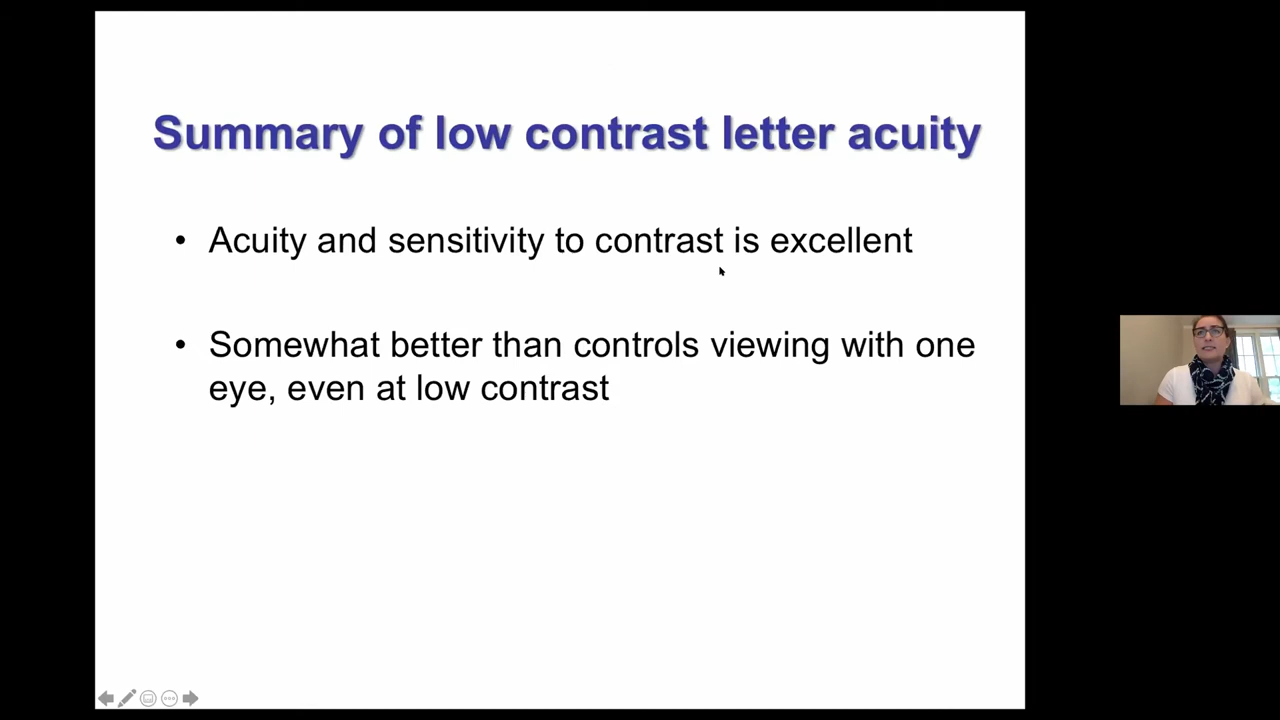 Summary of low contrast letter acuity
• Acuity and sensitivity to contrast is excellent
• Somewhat better than controls viewing with one
eye, even at low contrast